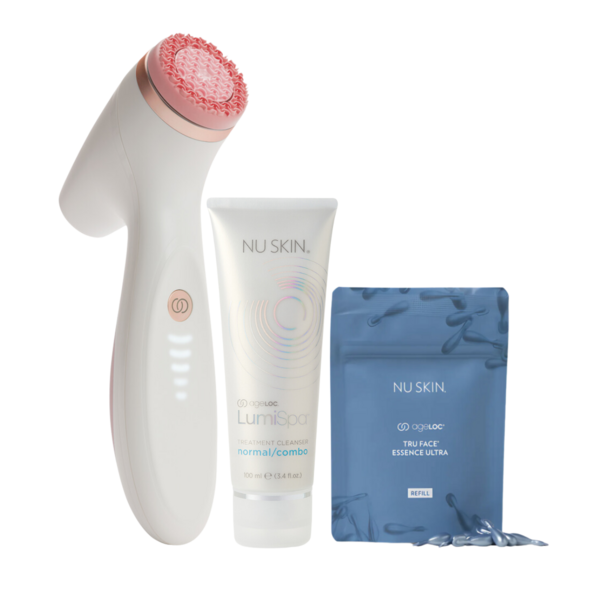 NU SKIN®
ageLOC®
LumiSpa®
TREATMENT CLEANSER
normal/combo
100 ml ℮ (3.4 fl oz.)
NU SKIN®
ageLOC®
TRU FACE®
ESSENCE ULTRA
REFILL